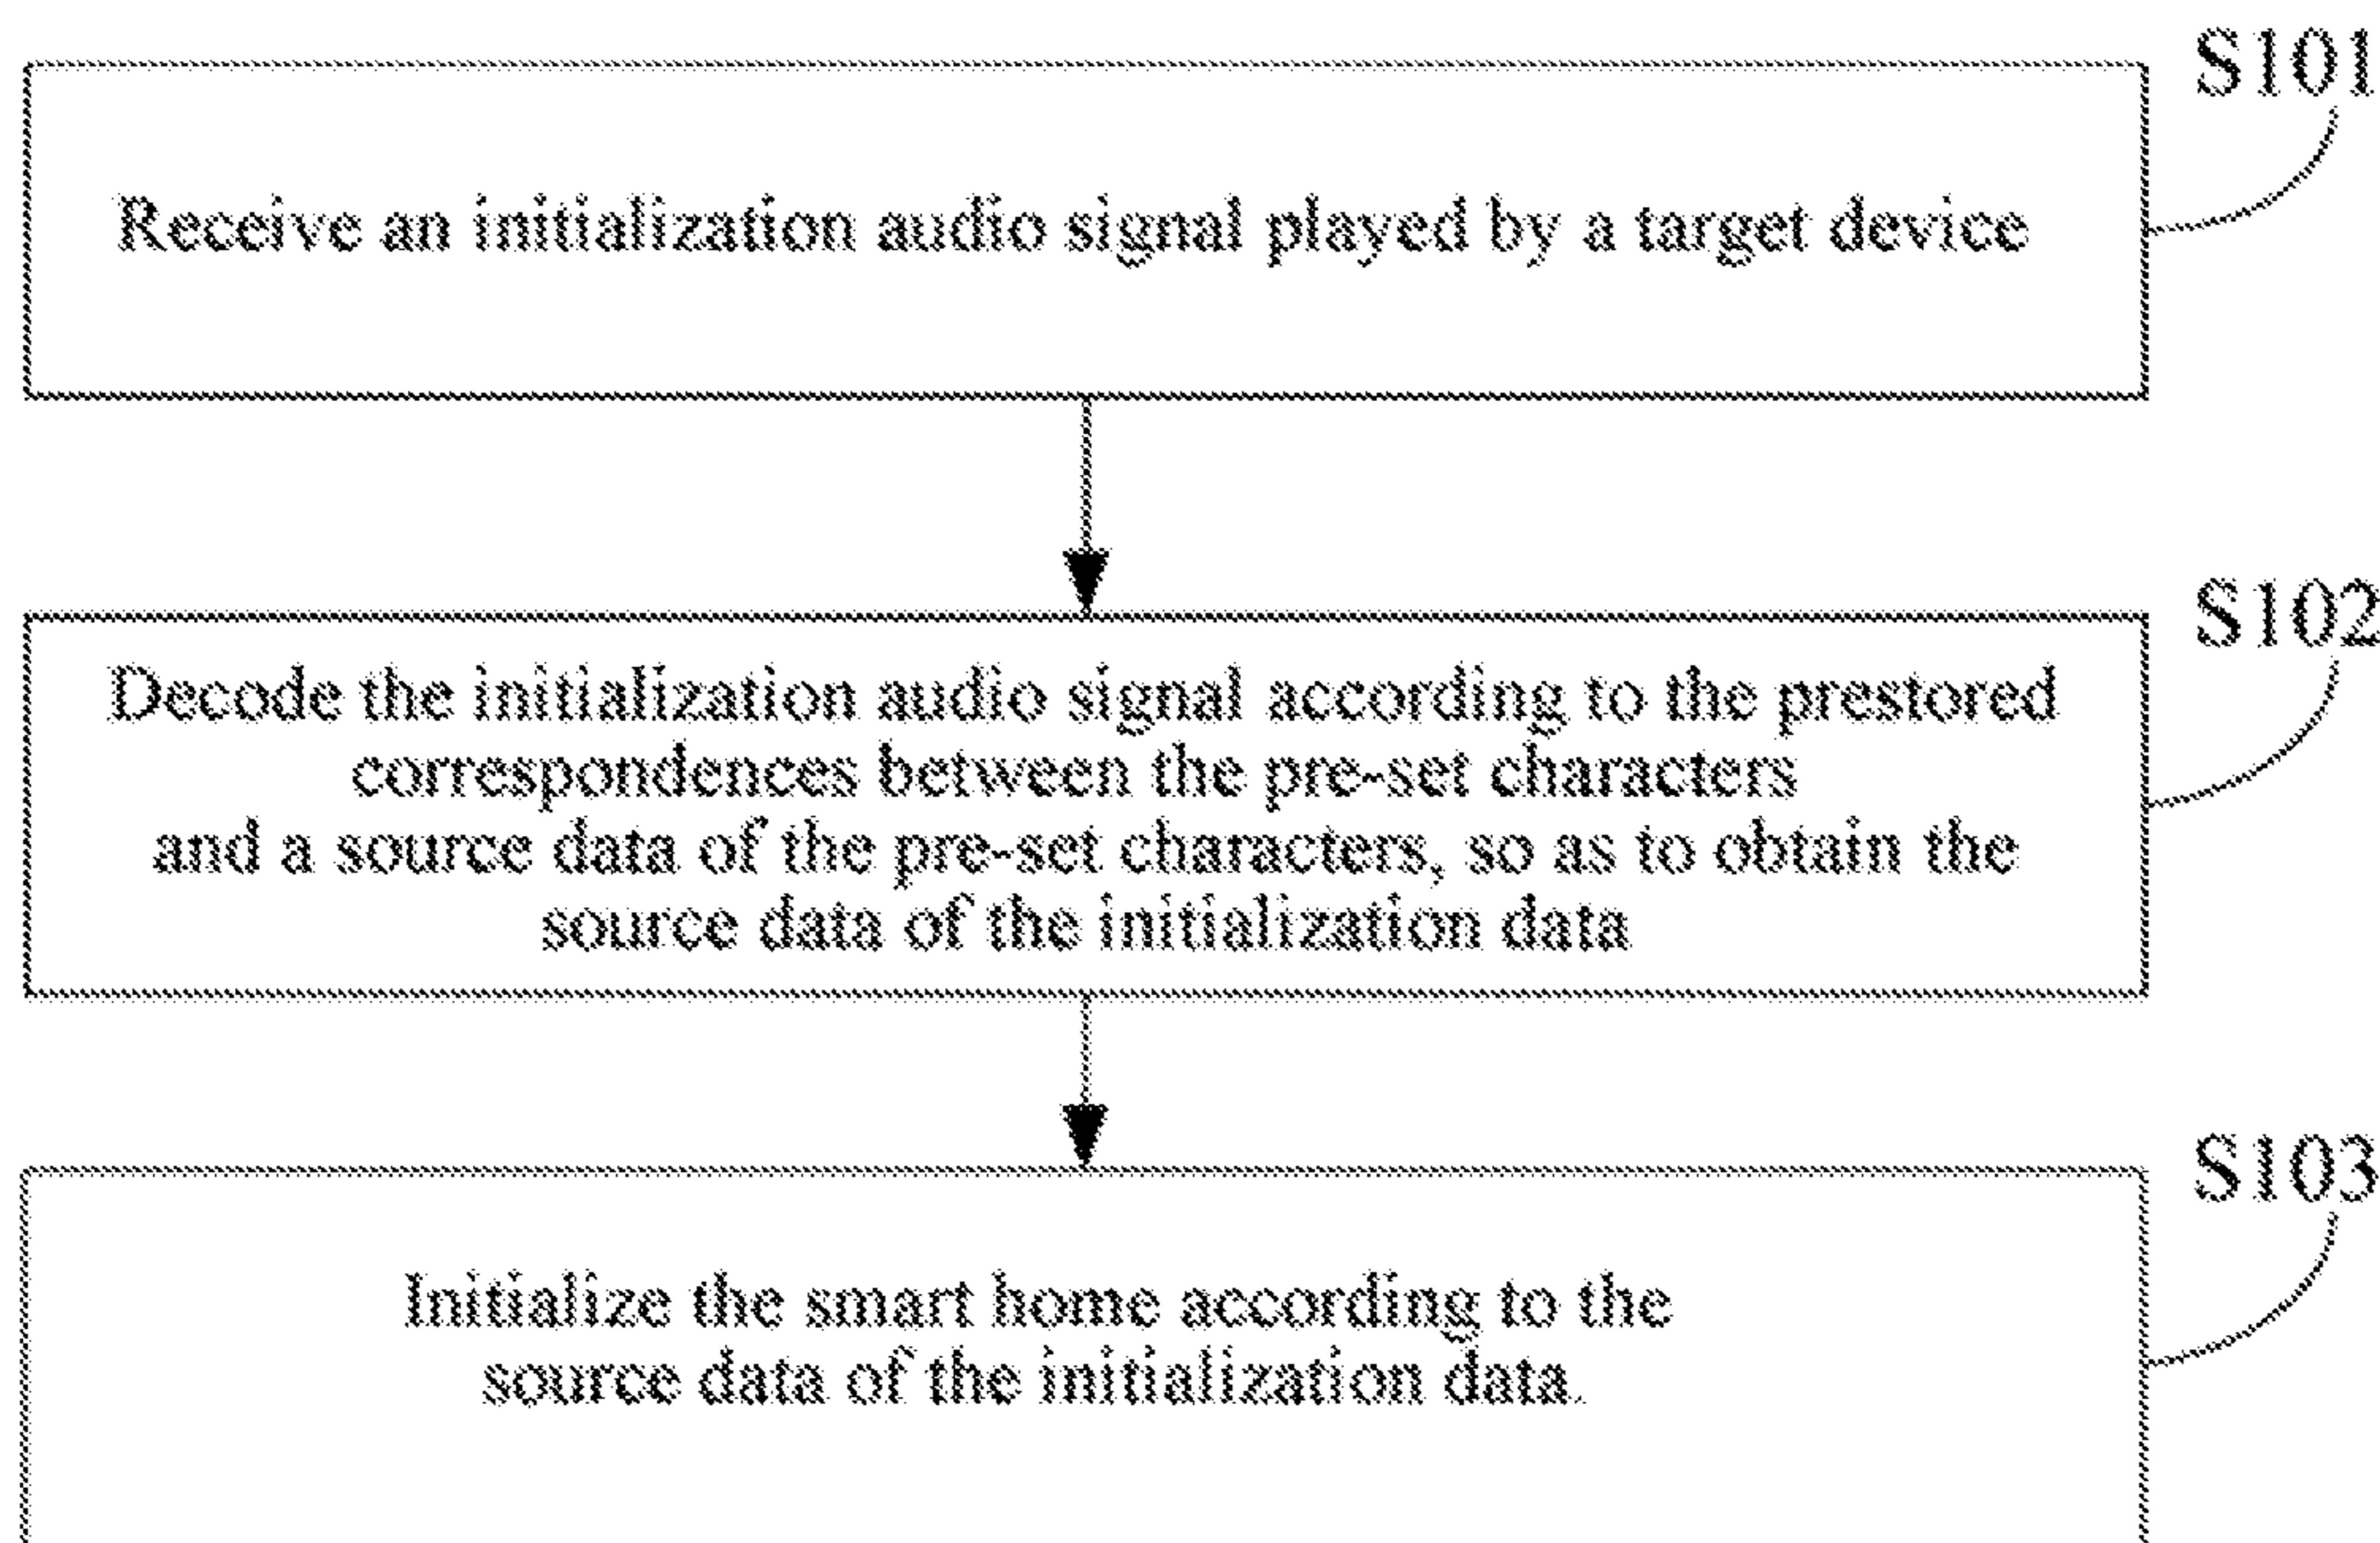 S101
Receive an initialization audio signal played by a target device
S102
Decode the initialization audio signal according to the prestored
correspondences between the pre-set characters
and a source data of the pre-set characters, so as to obtain the
source data of the initialization data
S103
Initialize the smart home according to the
source data of the initialization data.